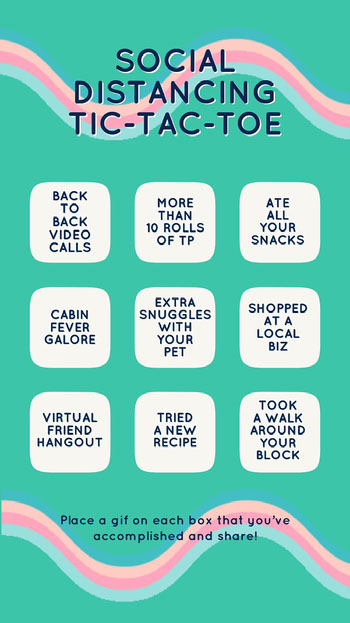 SOCIAL
DISTANCING
TIC-TAC-TOE
BACK
TO
BACK
VIDEO
CALLS
MORE
THAN
10 ROLLS
OF TP
ATE
ALL
YOUR
SNACKS
CABIN
FEVER
GALORE
EXTRA
SNUGGLES
WITH
YOUR
PET
SHOPPED
AT A
LOCAL
BIZ
VIRTUAL
FRIEND
HANGOUT
TRIED
A NEW
RECIPE
TOOK
A WALK
AROUND
YOUR
BLOCK
Place a gif on each box that you've
accomplished and share!